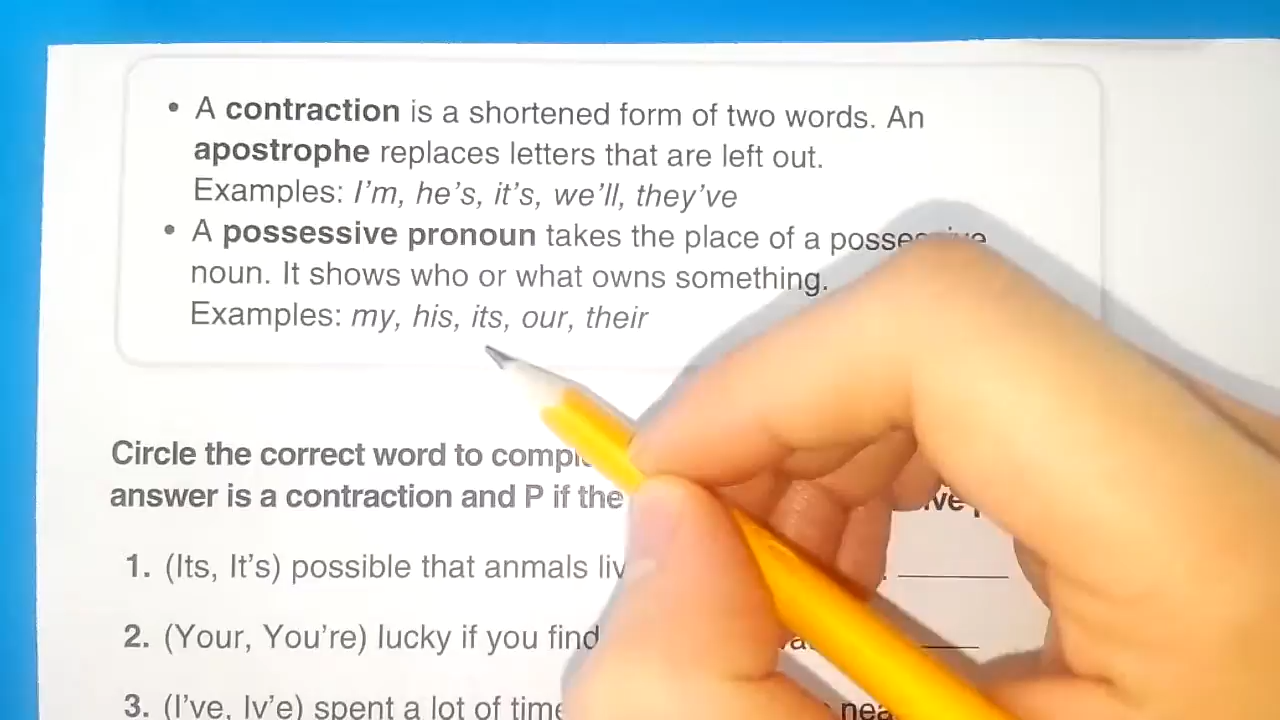 • A contraction is a shortened form of two words. An
apostrophe replaces letters that are left out.
Examples: I'm, he's, it's, we'll, they've
• A possessive pronoun takes the place of a possessive
noun. It shows who or what owns something.
Examples: my, his, its, our, their
Circle the correct word to
answer is a contraction and P if the
1. (Its, It's) possible that anmals
2. (Your, You're) lucky if you find
3. (I've, Iv'e) spent a lot of time